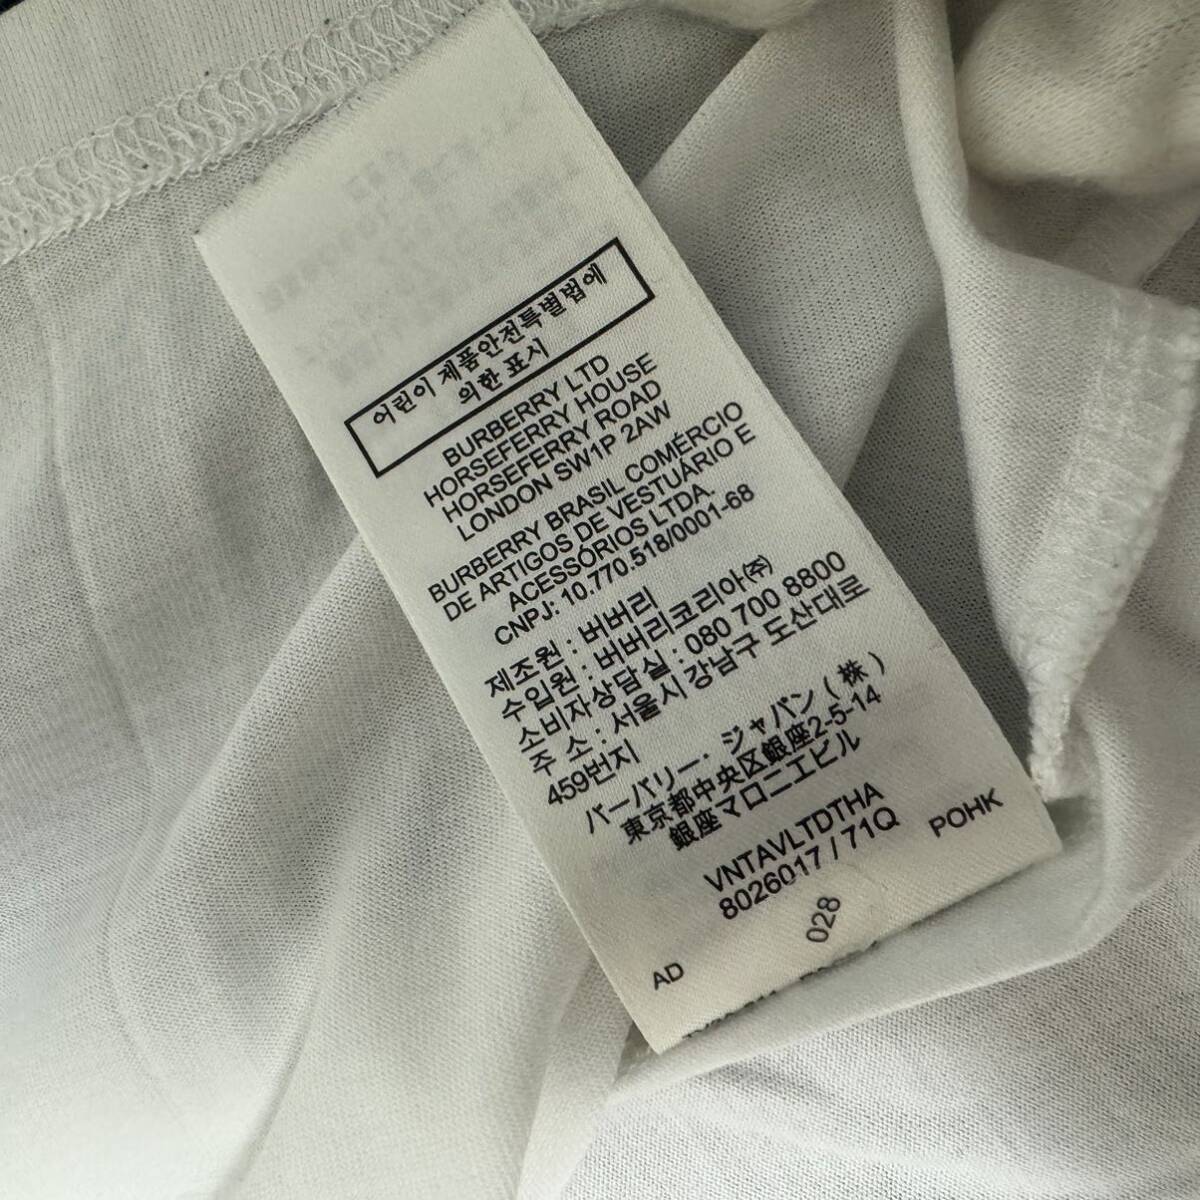 어린이 제품안전특별법에
의한 표시
BURBERRY LTD
HORSEFERRY HOUSE
HORSEFERRY ROAD
LONDON SW1P 2AW
BURBERRY BRASIL COMÉRCIO
DE ARTIGOS DE VESTUÁRIO E
ACESSÓRIOS LTDA.
CNPJ: 10.770.518/0001-68
제조원 : 버버리
수입원 : 버버리코리아(주)
소비자상담실 : 080 700 8800
주 소 : 서울시 강남구 도산대로
459번지
バーバリー・ジャパン(株)
東京都中央区銀座2-5-14
銀座マロニエビル
VNTAVLTDTHA
8026017 / 71Q
POHK
028
AD